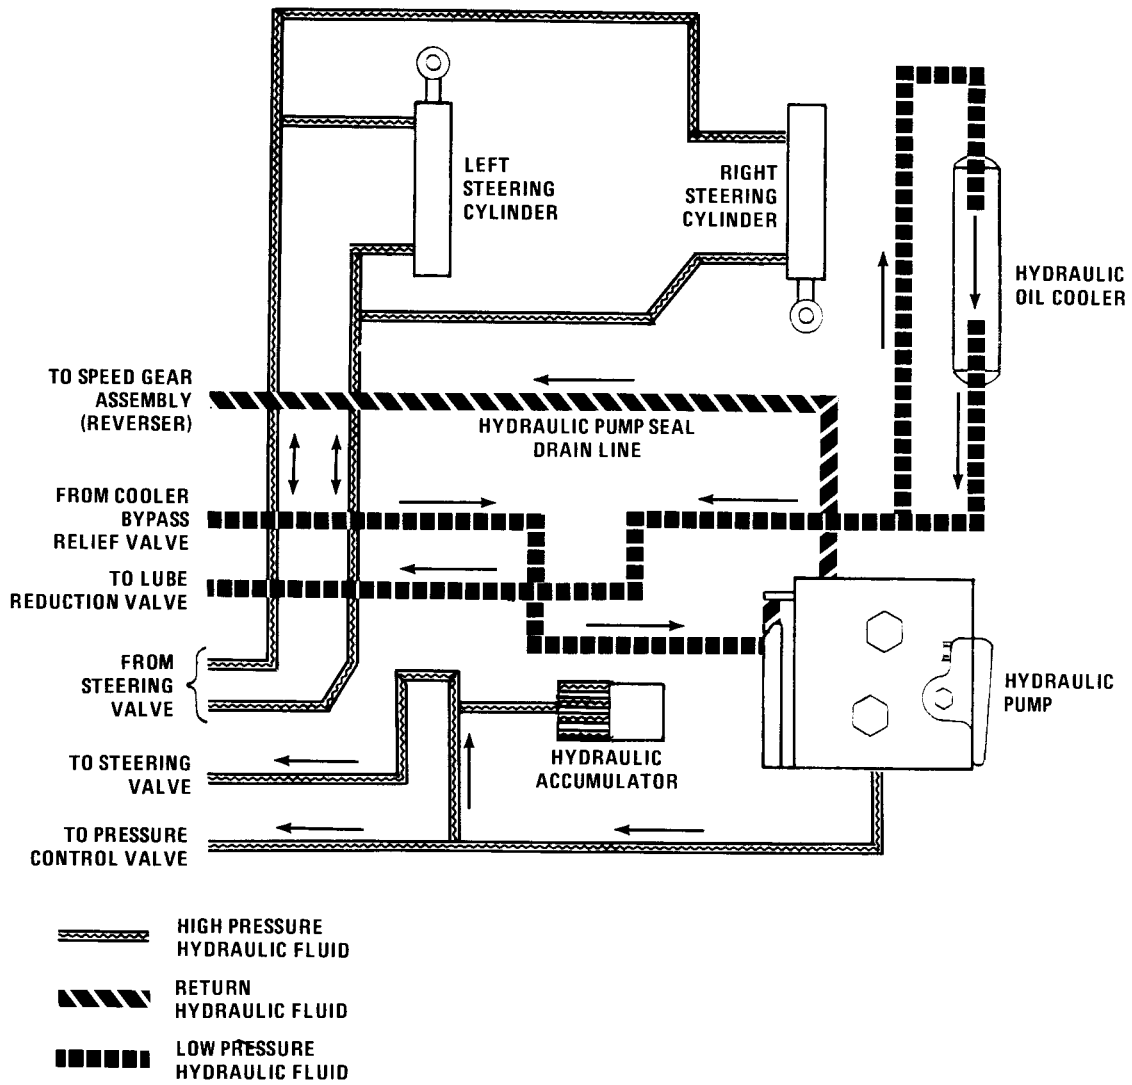 LEFT
STEERING
CYLINDER
RIGHT
STEERING
CYLINDER
HYDRAULIC
OIL COOLER
TO SPEED GEAR
ASSEMBLY
(REVERSER)
HYDRAULIC PUMP SEAL
DRAIN LINE
FROM COOLER
BYPASS
RELIEF VALVE
TO LUBE
REDUCTION VALVE
FROM
STEERING
VALVE
HYDRAULIC
PUMP
TO STEERING
VALVE
HYDRAULIC
ACCUMULATOR
TO PRESSURE
CONTROL VALVE
HIGH PRESSURE
HYDRAULIC FLUID
RETURN
HYDRAULIC FLUID
LOW PRESSURE
HYDRAULIC FLUID